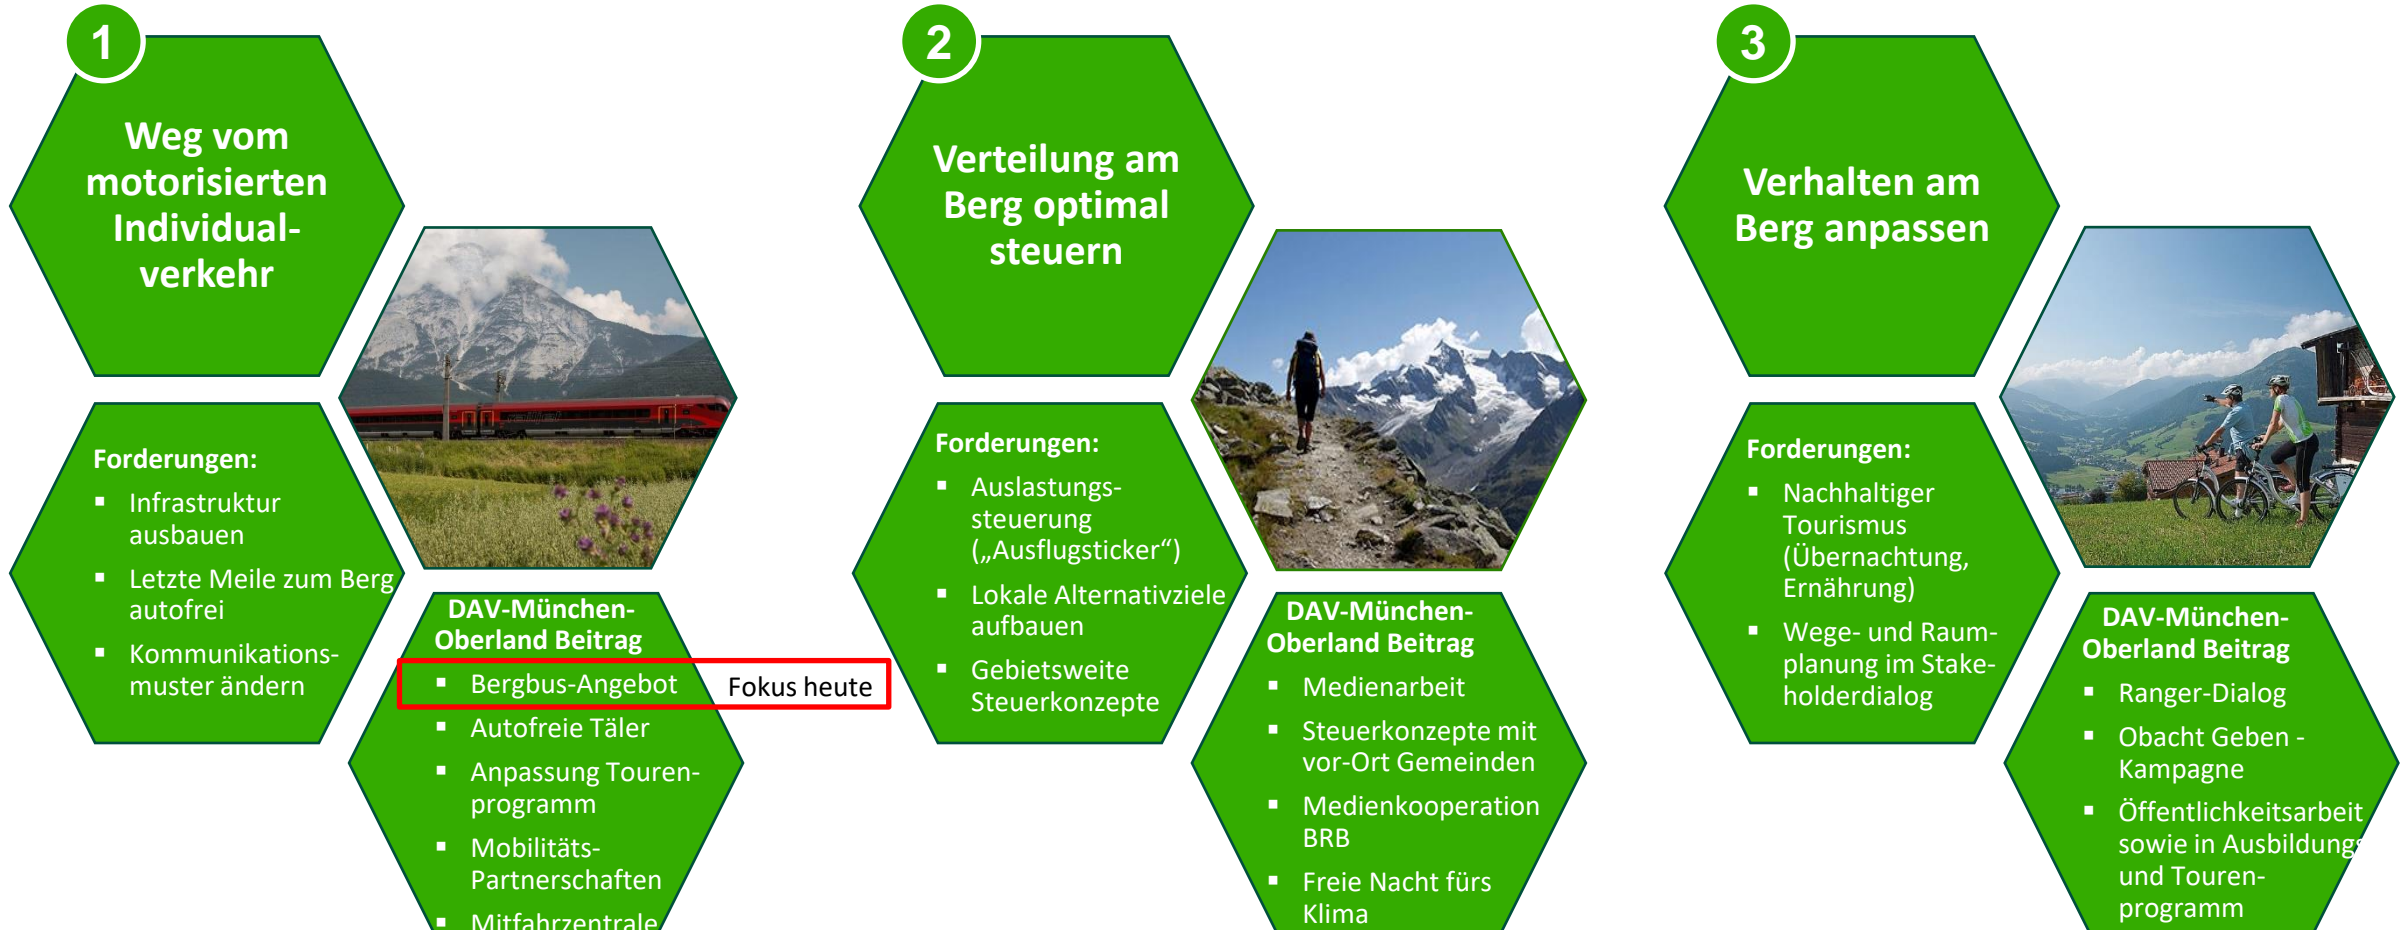 1
Weg vom
motorisierten
Individual-
verkehr
Forderungen:
▪ Infrastruktur
ausbauen
▪ Letzte Meile zum Berg
autofrei
▪ Kommunikations-
muster ändern
DAV-München-
Oberland Beitrag
▪ Bergbus-Angebot
Fokus heute
▪ Autofreie Täler
▪ Anpassung Touren-
programm
▪ Mobilitäts-
Partnerschaften
▪ Mitfahrzentrale
2
Verteilung am
Berg optimal
steuern
Forderungen:
▪ Auslastungs-
steuerung
(„Ausflugsticker“)
▪ Lokale Alternativziele
aufbauen
▪ Gebietsweite
Steuerkonzepte
DAV-München-
Oberland Beitrag
▪ Medienarbeit
▪ Steuerkonzepte mit
vor-Ort Gemeinden
▪ Medienkooperation
BRB
▪ Freie Nacht fürs
Klima
3
Verhalten am
Berg anpassen
Forderungen:
▪ Nachhaltiger
Tourismus
(Übernachtung,
Ernährung)
▪ Wege- und Raum-
planung im Stake-
holderdialog
DAV-München-
Oberland Beitrag
▪ Ranger-Dialog
▪ Obacht Geben -
Kampagne
▪ Öffentlichkeitsarbeit
sowie in Ausbildungs
und Touren-
programm